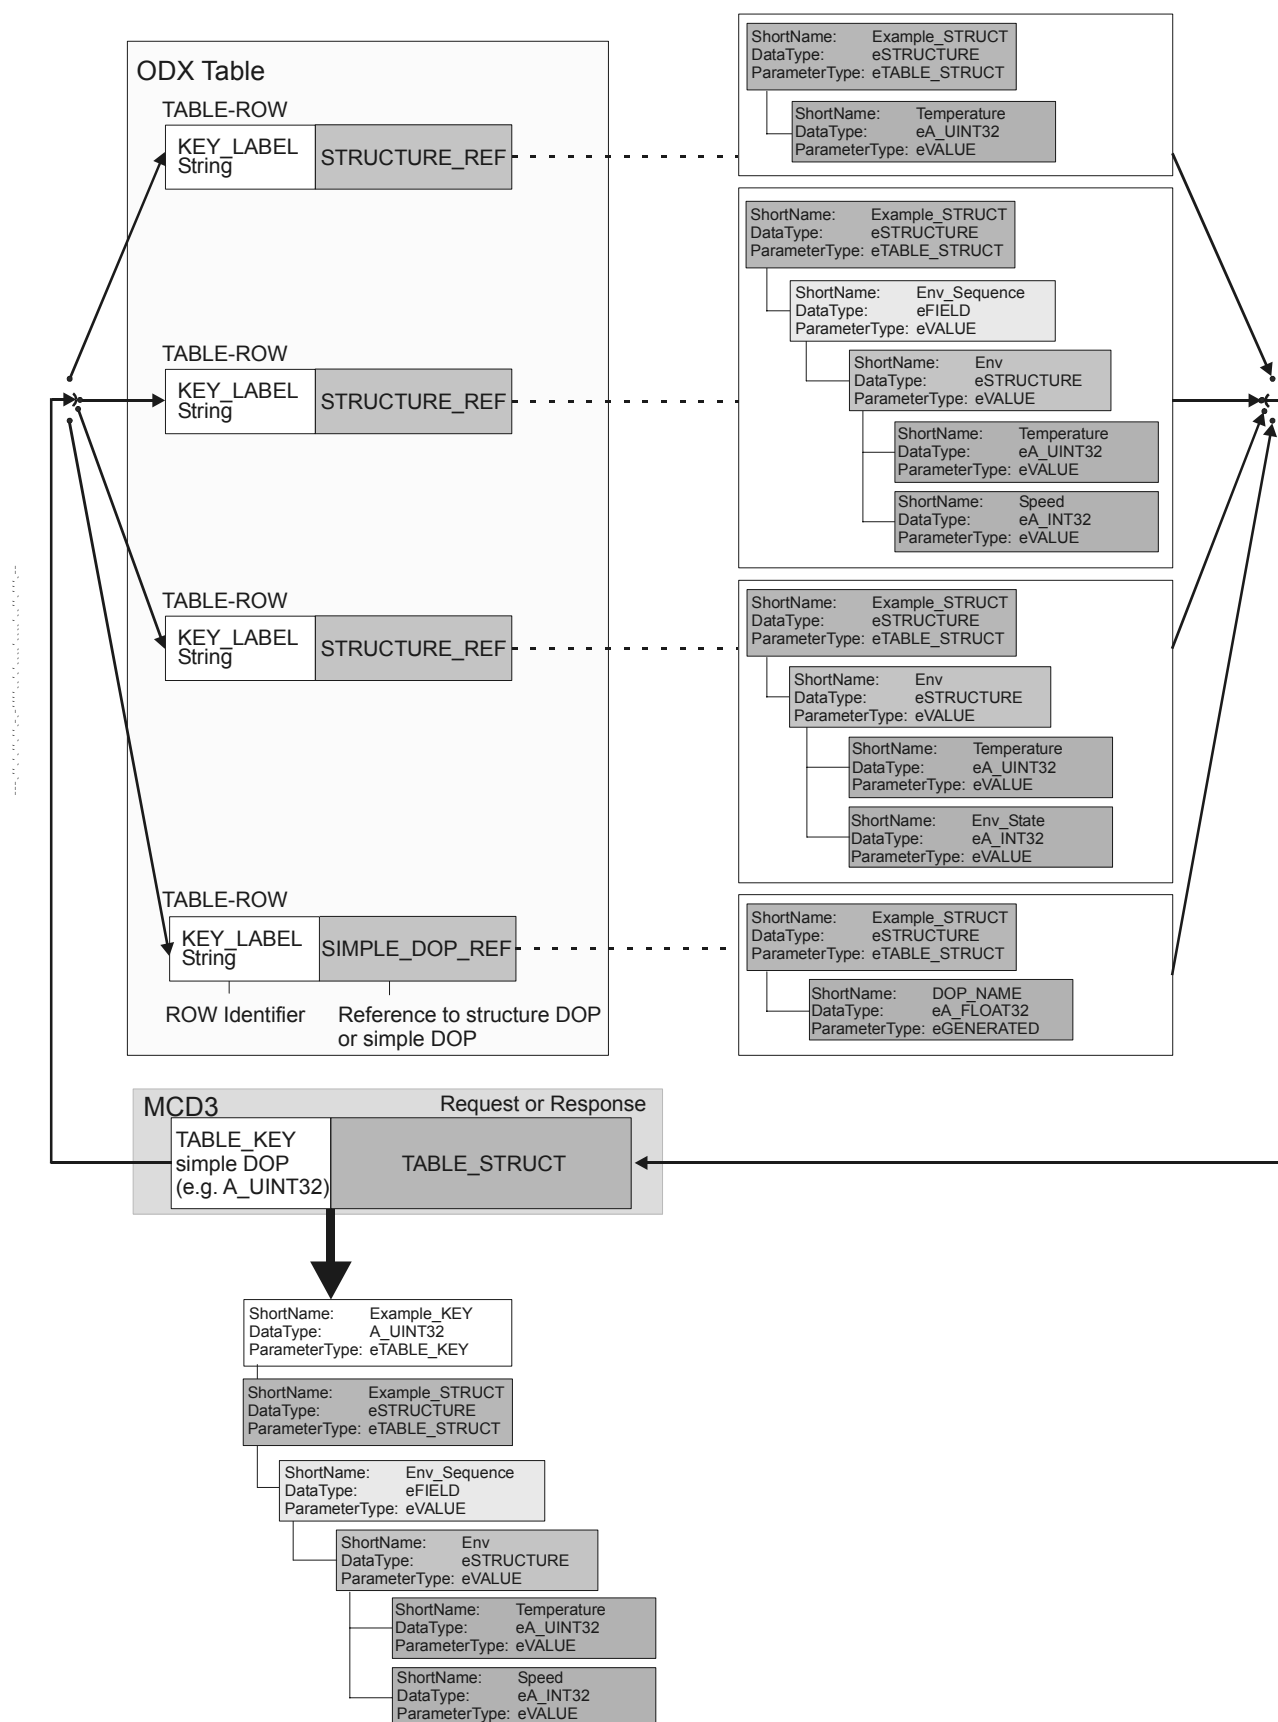 ODX Table
TABLE-ROW
KEY_LABEL
String
STRUCTURE_REF
TABLE-ROW
KEY_LABEL
String
STRUCTURE_REF
TABLE-ROW
KEY_LABEL
String
STRUCTURE_REF
TABLE-ROW
KEY_LABEL
String
SIMPLE_DOP_REF
ROW Identifier
Reference to structure DOP
or simple DOP
ShortName: Example_STRUCT
DataType: eSTRUCTURE
ParameterType: eTABLE_STRUCT
ShortName: Temperature
DataType: eA_UINT32
ParameterType: eVALUE
ShortName: Example_STRUCT
DataType: eSTRUCTURE
ParameterType: eTABLE_STRUCT
ShortName: Env_Sequence
DataType: eFIELD
ParameterType: eVALUE
ShortName: Env
DataType: eSTRUCTURE
ParameterType: eVALUE
ShortName: Temperature
DataType: eA_UINT32
ParameterType: eVALUE
ShortName: Speed
DataType: eA_INT32
ParameterType: eVALUE
ShortName: Example_STRUCT
DataType: eSTRUCTURE
ParameterType: eTABLE_STRUCT
ShortName: Env
DataType: eSTRUCTURE
ParameterType: eVALUE
ShortName: Temperature
DataType: eA_UINT32
ParameterType: eVALUE
ShortName: Env_State
DataType: eA_INT32
ParameterType: eVALUE
ShortName: Example_STRUCT
DataType: eSTRUCTURE
ParameterType: eTABLE_STRUCT
ShortName: DOP_NAME
DataType: eA_FLOAT32
ParameterType: eGENERATED
MCD3
Request or Response
TABLE_KEY
simple DOP
(e.g. A_UINT32)
TABLE_STRUCT
ShortName: Example_KEY
DataType: A_UINT32
ParameterType: eTABLE_KEY
ShortName: Example_STRUCT
DataType: eSTRUCTURE
ParameterType: eTABLE_STRUCT
ShortName: Env_Sequence
DataType: eFIELD
ParameterType: eVALUE
ShortName: Env
DataType: eSTRUCTURE
ParameterType: eVALUE
ShortName: Temperature
DataType: eA_UINT32
ParameterType: eVALUE
ShortName: Speed
DataType: eA_INT32
ParameterType: eVALUE